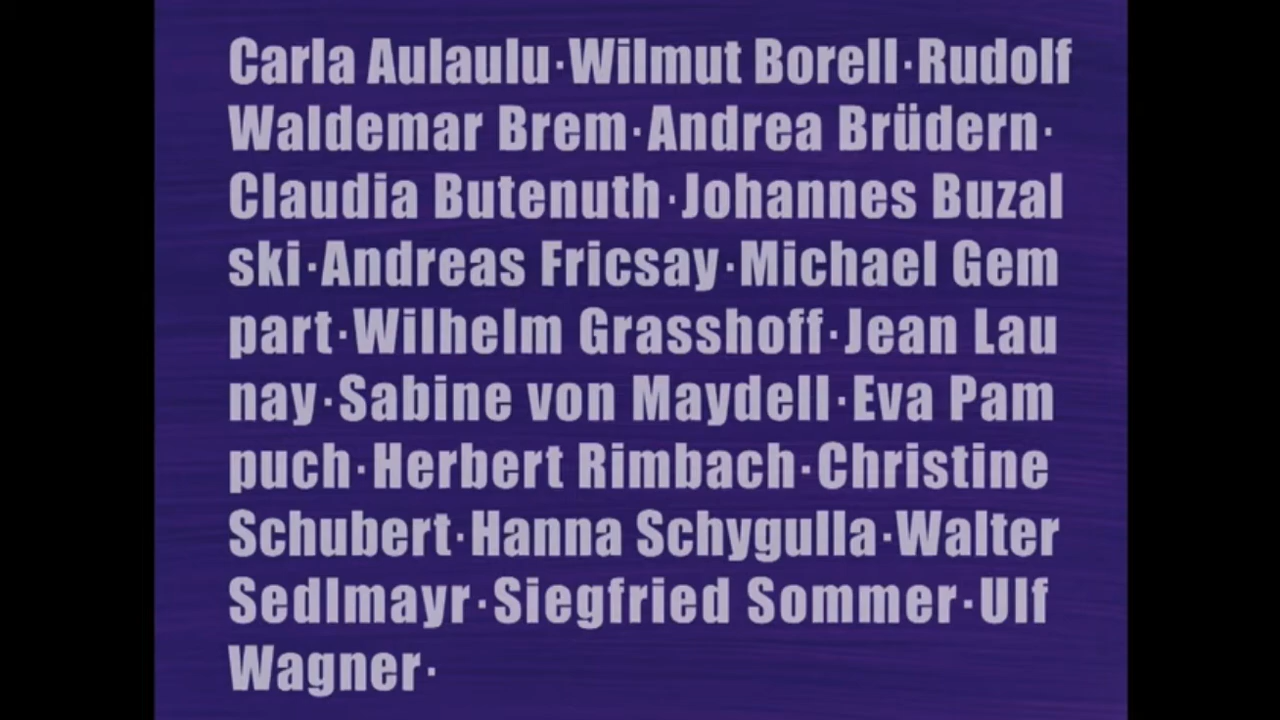 Carla Aulaulu·Wilmut Borell·Rudolf
Waldemar Brem·Andrea Brüdern·
Claudia Butenuth·Johannes Buzal
ski·Andreas Fricsay·Michael Gem
part·Wilhelm Grasshoff·Jean Lau
nay·Sabine von Maydell·Eva Pam
puch·Herbert Rimbach·Christine
Schubert·Hanna Schygulla·Walter
Sedlmayr·Siegfried Sommer·Ulf
Wagner·